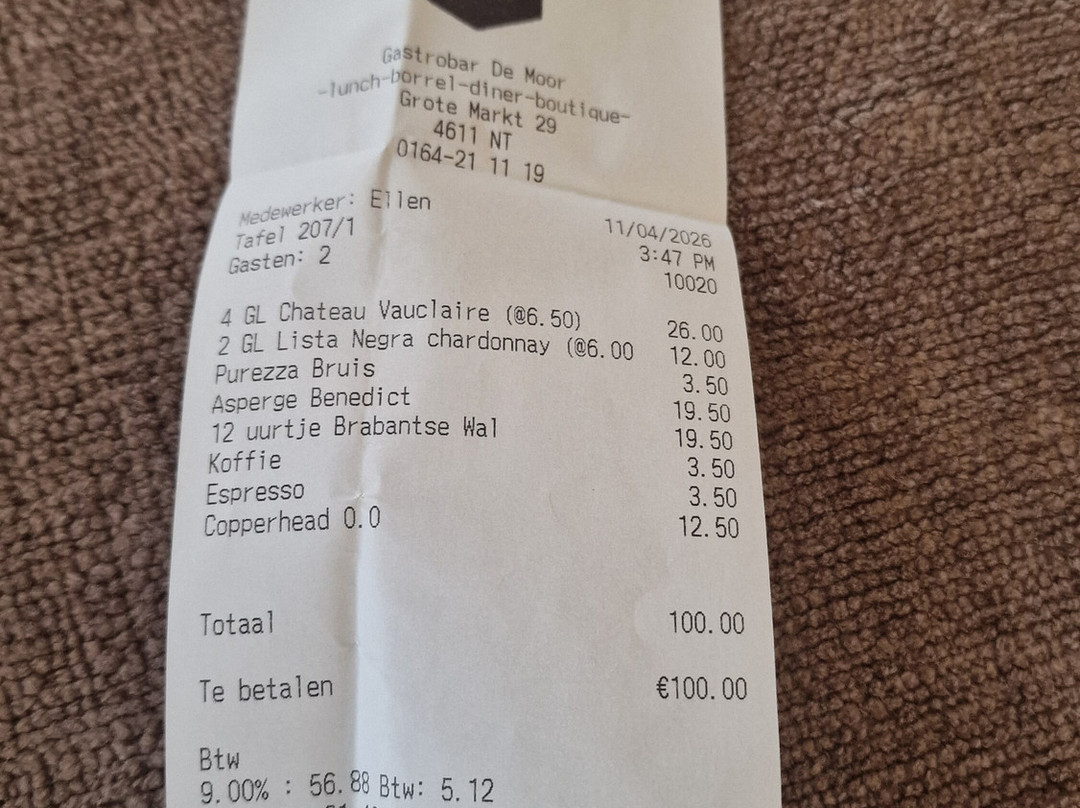 Gastrobar De Moor
-lunch-borrel-diner-boutique-
Grote Markt 29
4611 NT
0164-21 11 19
Medewerker: Ellen
Tafel 207/1 11/04/2026
Gasten: 2 3:47 PM
10020
4 GL Chateau Vauclaire (@6.50) 26.00
2 GL Lista Negra chardonnay (@6.00 12.00
Purezza Bruis 3.50
Asperge Benedict 19.50
12 uurtje Brabantse Wal 19.50
Koffie 3.50
Espresso 3.50
Copperhead 0.0 12.50
Totaal 100.00
Te betalen €100.00
Btw
9.00% : 56.88 Btw: 5.12